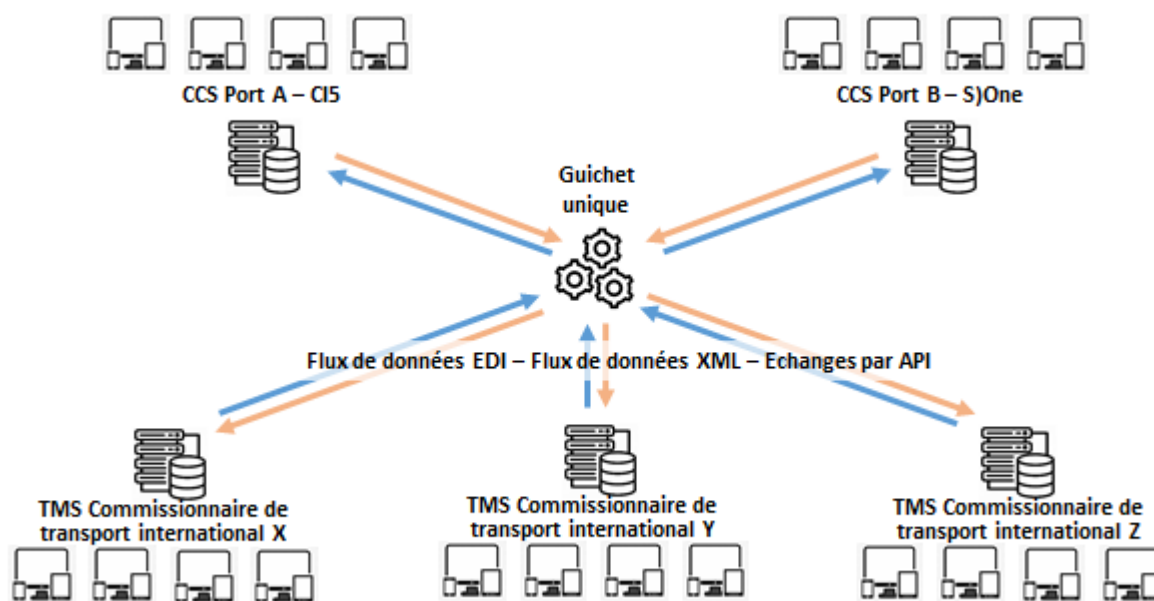 CCS Port A – CI5
CCS Port B – S)One
Guichet
unique
Flux de données EDI – Flux de données XML – Echanges par API
TMS Commissionnaire de
transport international X
TMS Commissionnaire de
transport international Y
TMS Commissionnaire de
transport international Z